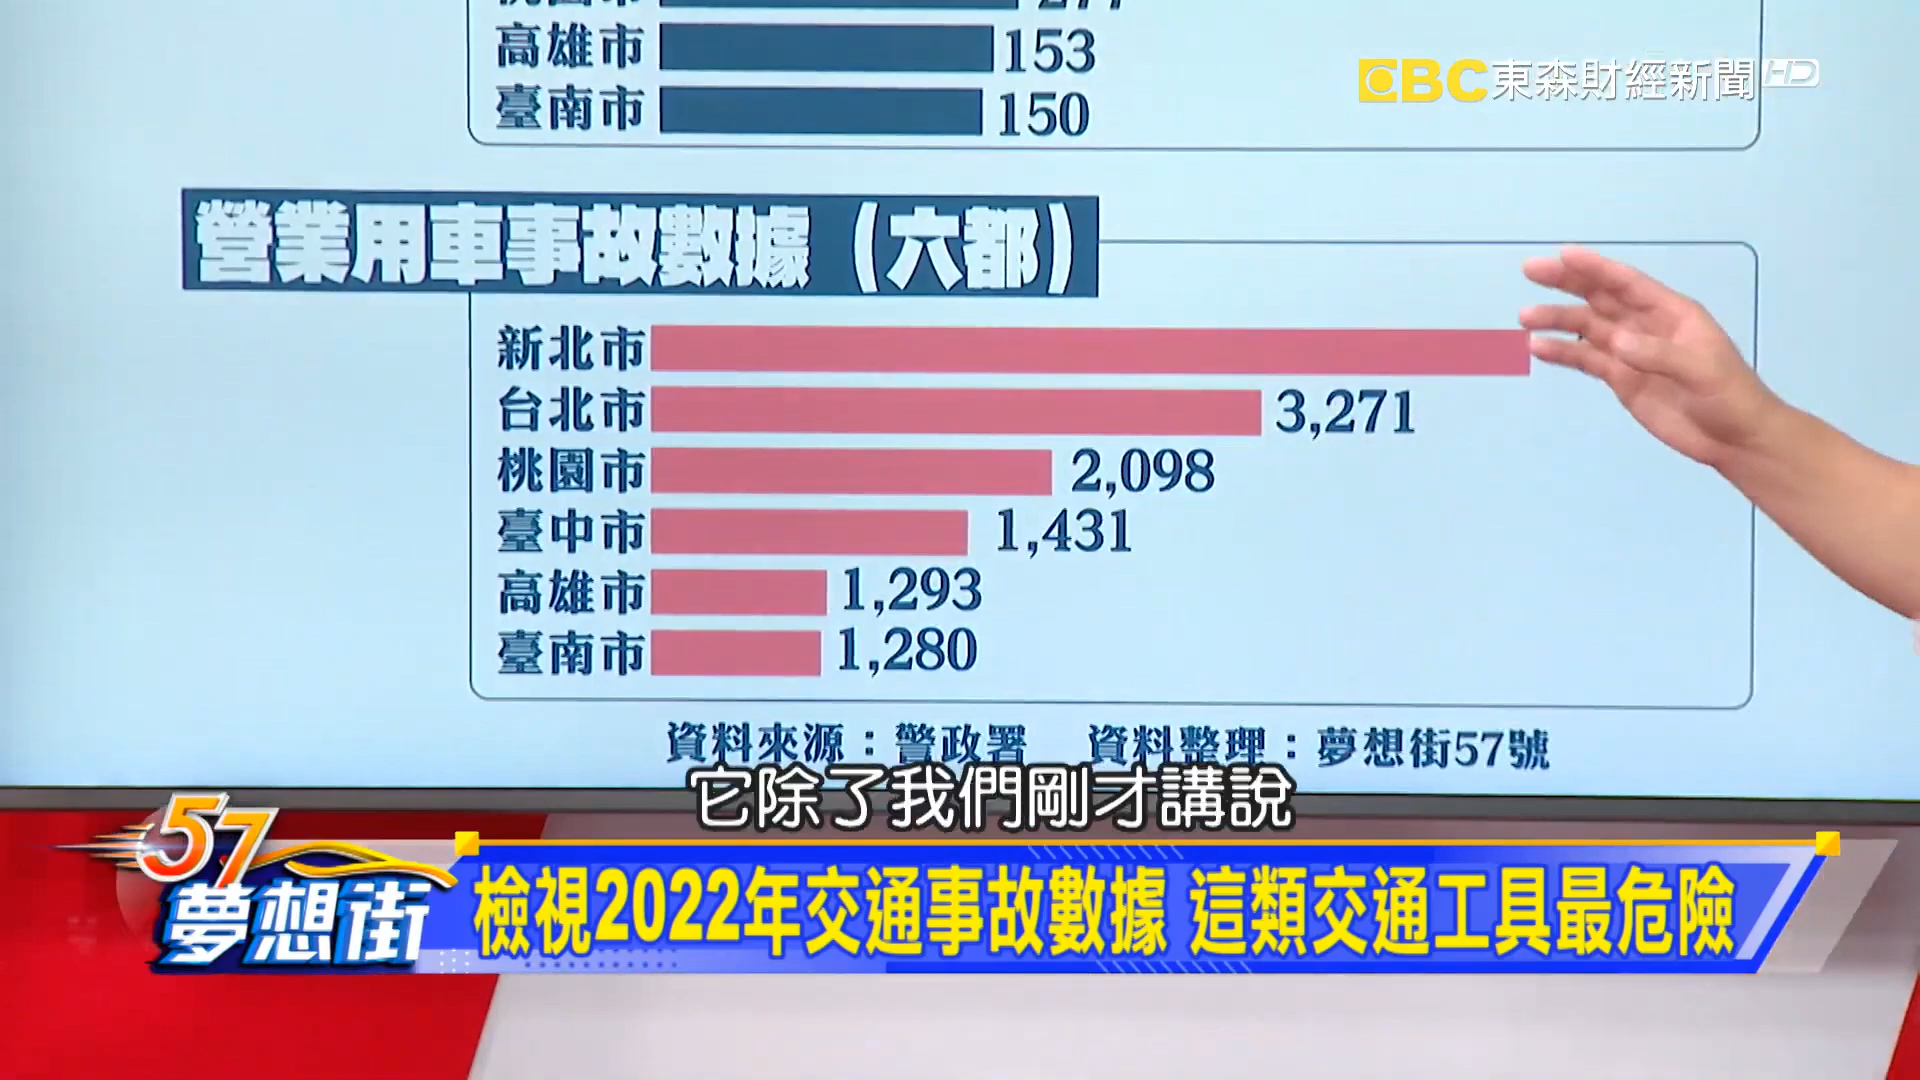 高雄市 153
臺南市 150
EBC 東森財經新聞 HD
營業用車事故數據（六都）
新北市
台北市 3,271
桃園市 2,098
臺中市 1,431
高雄市 1,293
臺南市 1,280
資料來源：警政署 資料整理：夢想街57號
它除了我們剛才講說
57
夢想街
檢視2022年交通事故數據 這類交通工具最危險